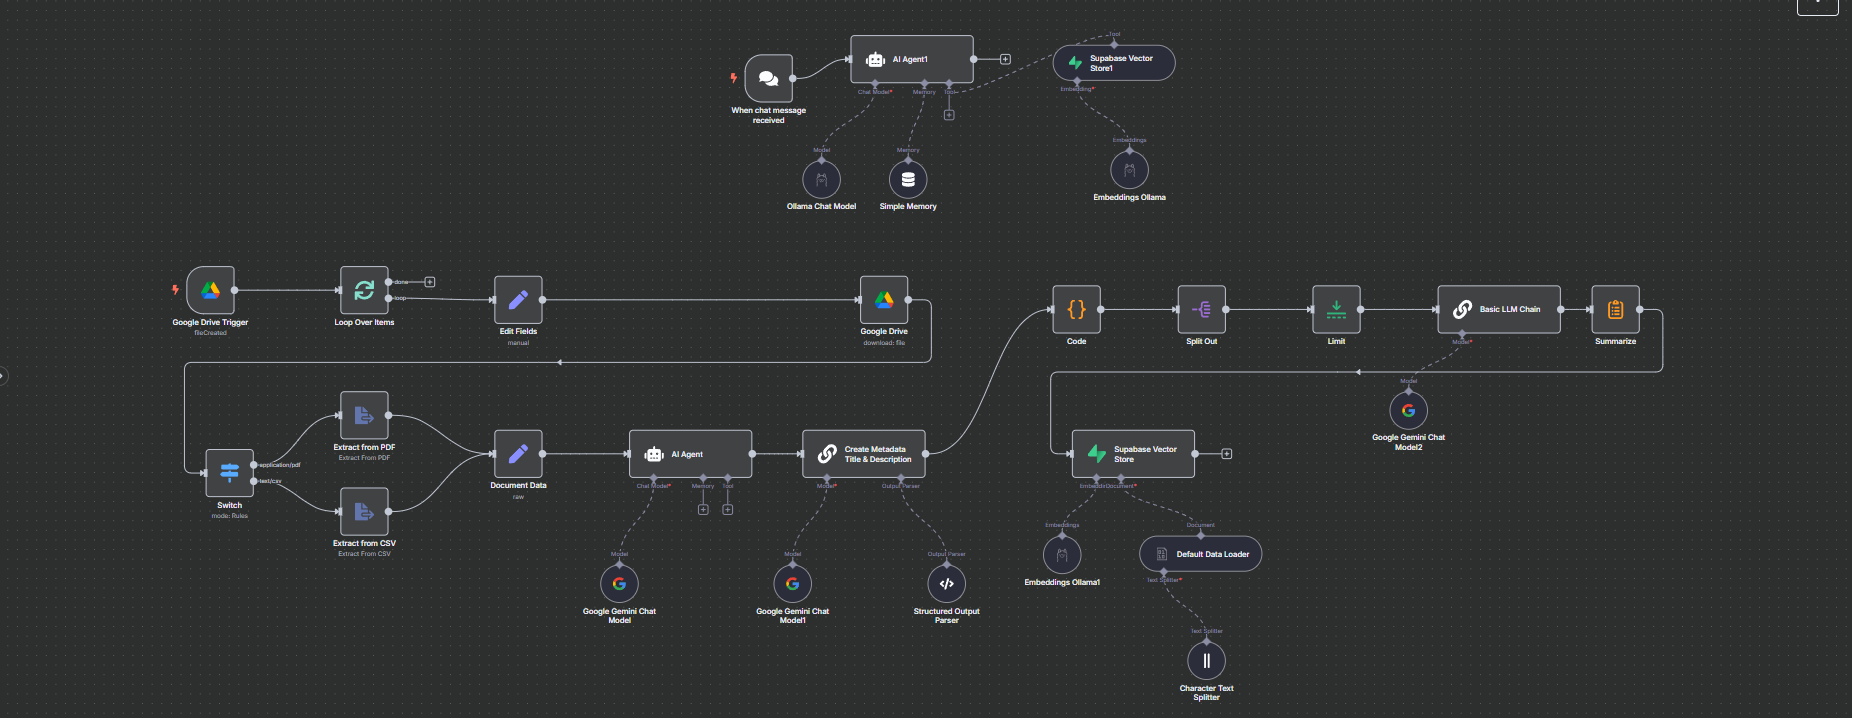 Tool
AI Agent1
Supabase Vector
Store1
Chat Model*
Memory
Tool
Embedding*
When chat message
received
Model
Memory
Embeddings
Ollama Chat Model
Simple Memory
Embeddings Ollama
Google Drive Trigger
fileCreated
done
loop
Loop Over Items
Edit Fields
manual
Google Drive
download: file
Code
Split Out
Limit
Basic LLM Chain
Model*
Summarize
Model
Google Gemini Chat
Model2
Switch
mode: Rules
application/pdf
text/csv
Extract from PDF
Extract From PDF
Extract from CSV
Extract From CSV
Document Data
raw
AI Agent
Chat Model*
Memory
Tool
Create Metadata
Title & Description
Model*
Output Parser
Supabase Vector
Store
Document*
Model
Google Gemini Chat
Model
Model
Google Gemini Chat
Model1
Output Parser
Structured Output
Parser
Embeddings
Embeddings Ollama1
Document
Default Data Loader
Text Splitter*
Text Splitter
Character Text
Splitter